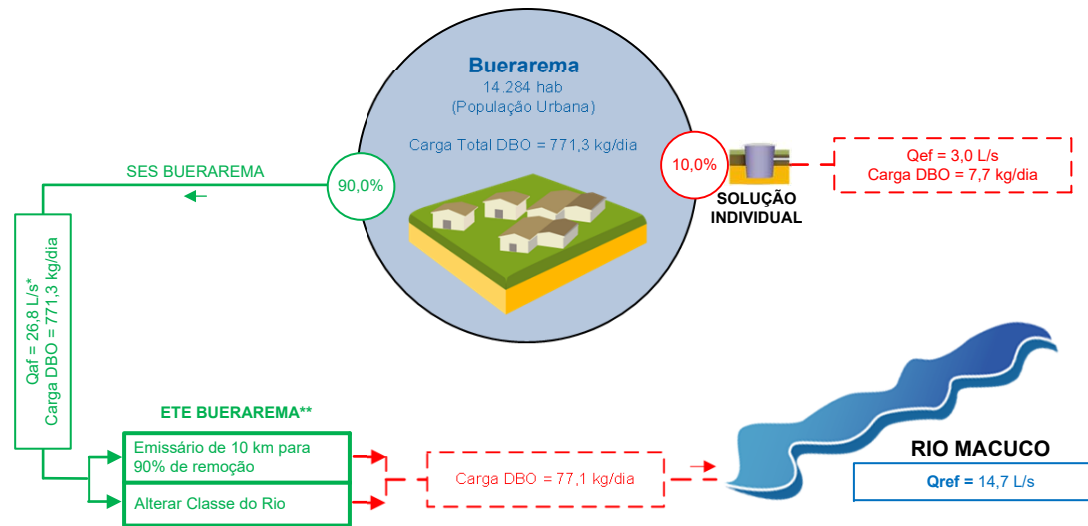 Buerarema
14.284 hab
(População Urbana)
Carga Total DBO = 771,3 kg/dia
SES BUERAREMA
90,0%
10,0%
SOLUÇÃO
INDIVIDUAL
Qef = 3,0 L/s
Carga DBO = 7,7 kg/dia
Qaf = 26,8 L/s*
Carga DBO = 771,3 kg/dia
ETE BUERAREMA**
Emissário de 10 km para
90% de remoção
Alterar Classe do Rio
Carga DBO = 77,1 kg/dia
RIO MACUCO
Qref = 14,7 L/s